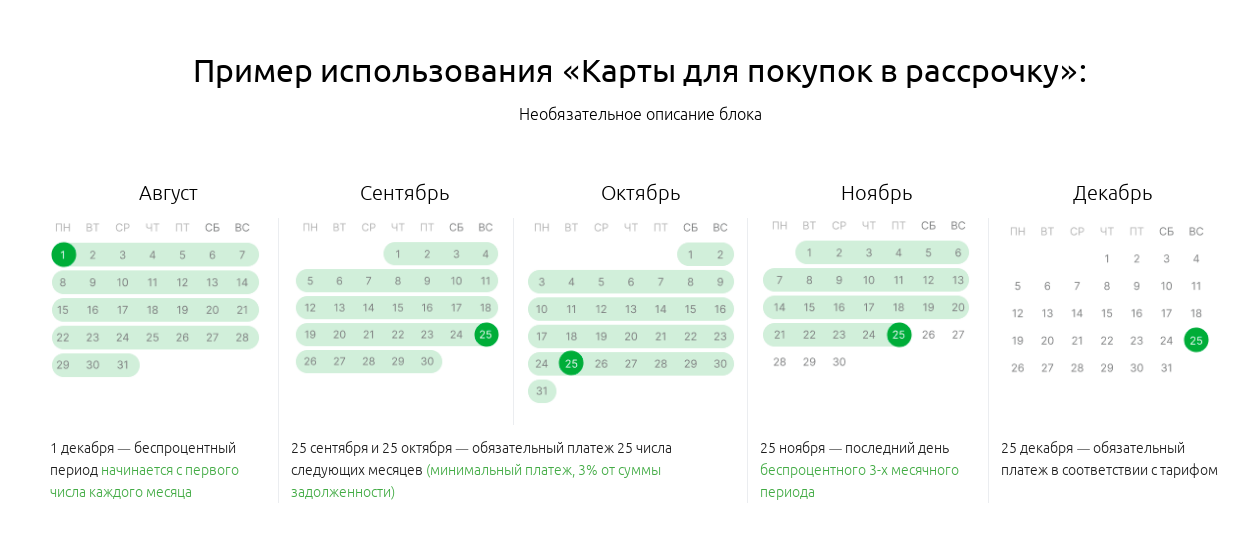 Пример использования «Карты для покупок в рассрочку»:
Необязательное описание блока
Август
ПН ВТ СР ЧТ ПТ СБ ВС
1 2 3 4 5 6 7
8 9 10 11 12 13 14
15 16 17 18 19 20 21
22 23 24 25 26 27 28
29 30 31
1 декабря — беспроцентный
период начинается с первого
числа каждого месяца
Сентябрь
ПН ВТ СР ЧТ ПТ СБ ВС
1 2 3 4
5 6 7 8 9 10 11
12 13 14 15 16 17 18
19 20 21 22 23 24 25
26 27 28 29 30
Октябрь
ПН ВТ СР ЧТ ПТ СБ ВС
1 2
3 4 5 6 7 8 9
10 11 12 13 14 15 16
17 18 19 20 21 22 23
24 25 26 27 28 29 30
31
25 сентября и 25 октября — обязательный платеж 25 числа
следующих месяцев (минимальный платеж, 3% от суммы
задолженности)
Ноябрь
ПН ВТ СР ЧТ ПТ СБ ВС
1 2 3 4 5 6
7 8 9 10 11 12 13
14 15 16 17 18 19 20
21 22 23 24 25 26 27
28 29 30
25 ноября — последний день
беспроцентного 3-х месячного
периода
Декабрь
ПН ВТ СР ЧТ ПТ СБ ВС
1 2 3 4
5 6 7 8 9 10 11
12 13 14 15 16 17 18
19 20 21 22 23 24 25
26 27 28 29 30 31
25 декабря — обязательный
платеж в соответствии с тарифом